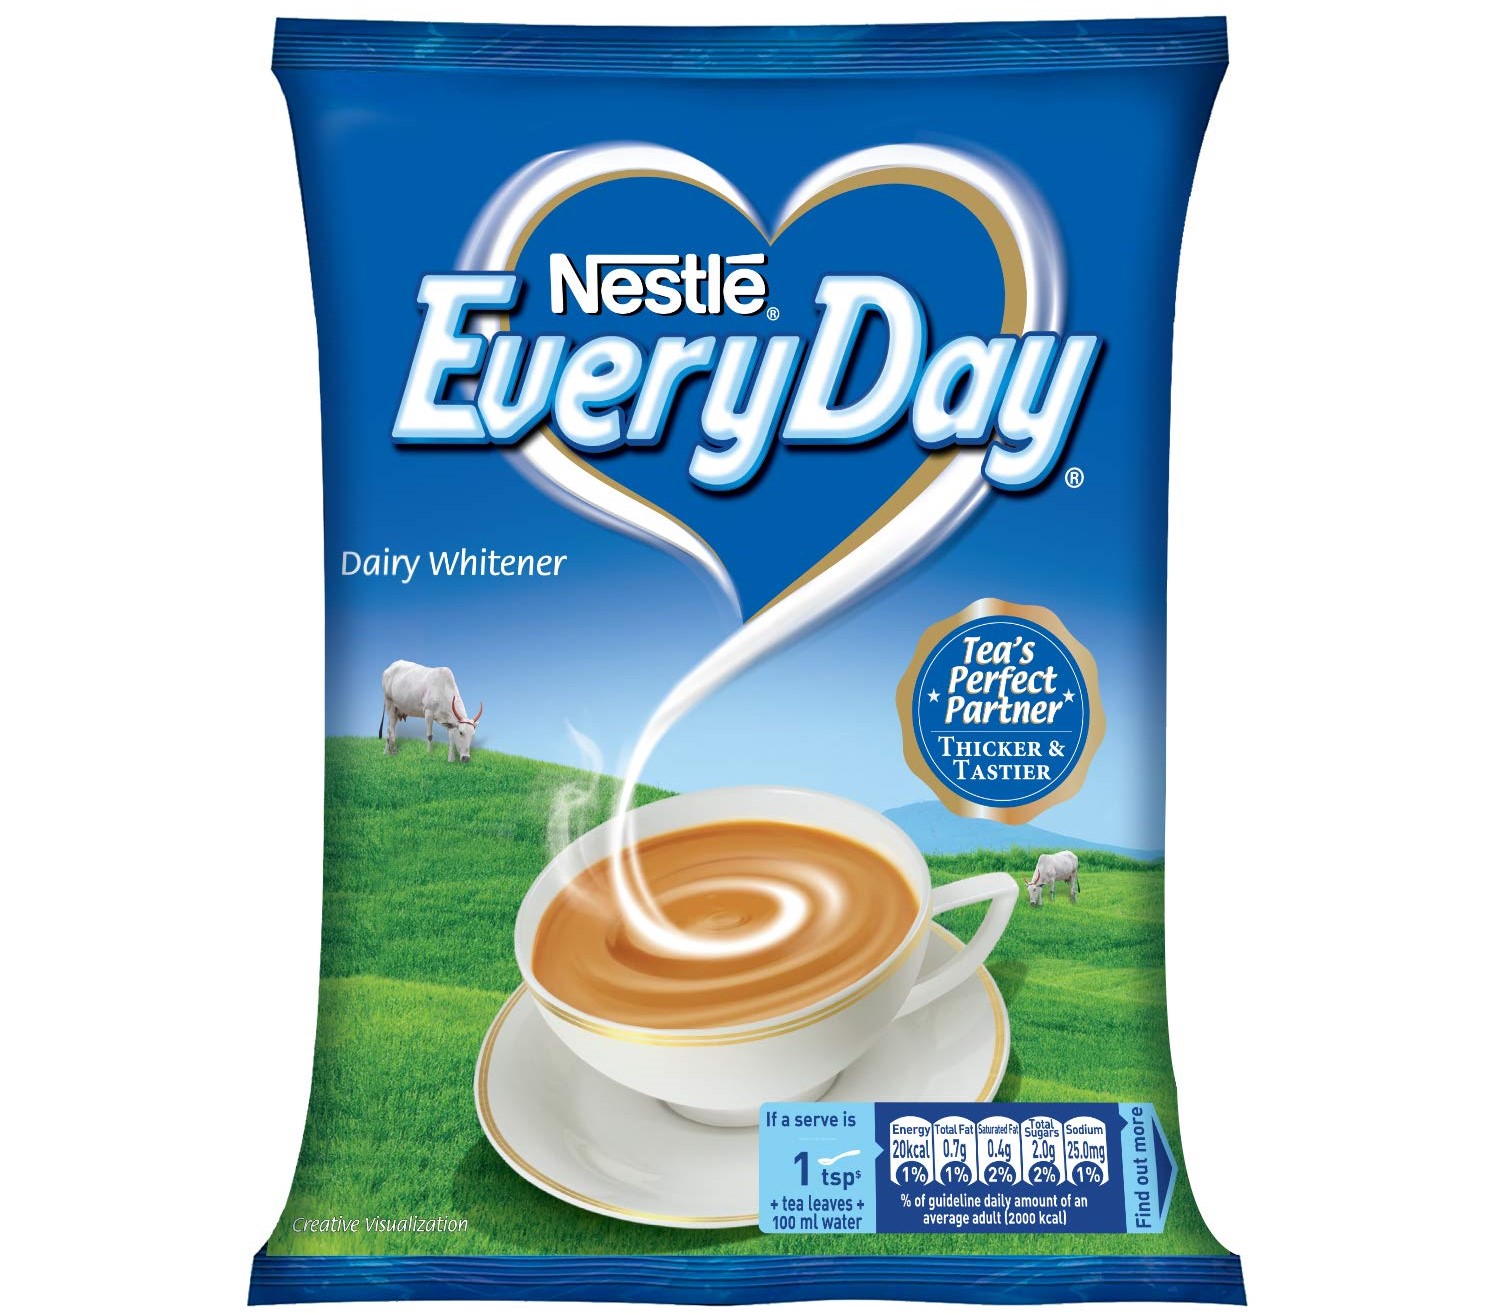 Nestlé®
EveryDay®
Dairy Whitener
Tea's
Perfect
Partner
THICKER &
TASTIER
If a serve is
1 tsp$
+ tea leaves +
100 ml water
Energy 20kcal 1%
Total Fat 0.7g 1%
Saturated Fat 0.4g 2%
Total Sugars 2.0g 2%
Sodium 25.0mg 1%
% of guideline daily amount of an
average adult (2000 kcal)
Find out more
Creative Visualization